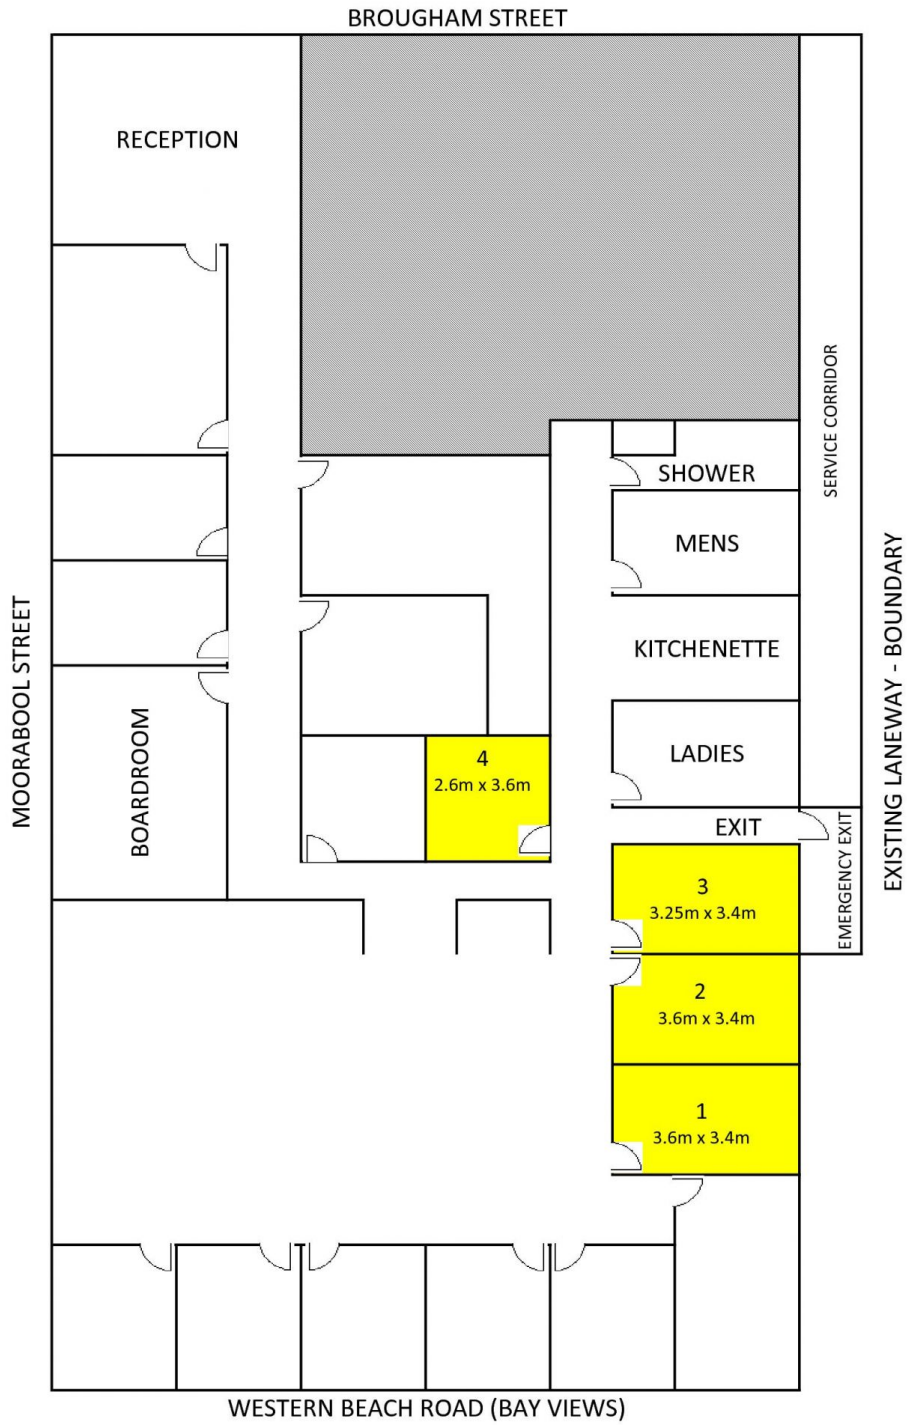 BROUGHAM STREET
RECEPTION
SERVICE CORRIDOR
SHOWER
MENS
EXISTING LANEWAY - BOUNDARY
MOORABOOL STREET
KITCHENETTE
BOARDROOM
LADIES
4
2.6m x 3.6m
EXIT
EMERGENCY EXIT
3
3.25m x 3.4m
2
3.6m x 3.4m
1
3.6m x 3.4m
WESTERN BEACH ROAD (BAY VIEWS)